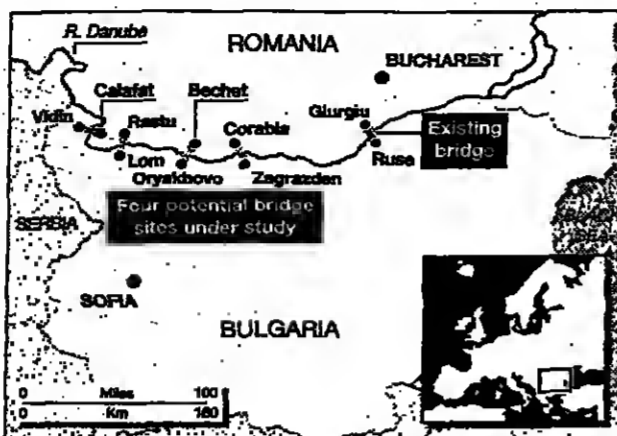 R. Danube
ROMANIA
BUCHAREST
Calafat
Bechet
Vidin
Rastu
Corabia
Giurgiu
Existing
bridge
Lom
Oryakhovo
Zagrazden
Ruse
Four potential bridge
sites under study
SERBIA
SOFIA
BULGARIA
0 Miles 100
0 Km 160